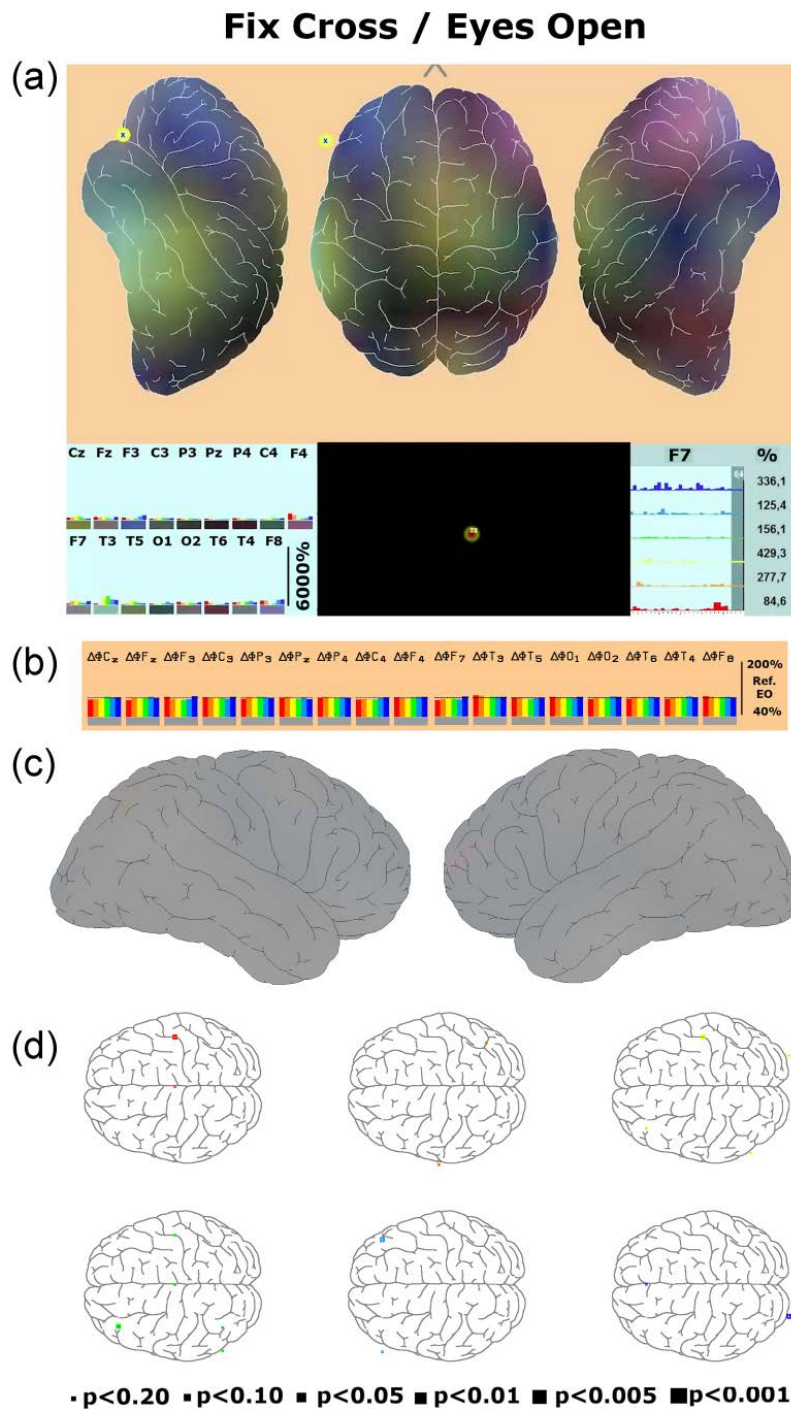 Fix Cross / Eyes Open
(a)
x
x
Cz Fz F3 C3 P3 Pz P4 C4 F4
F7 T3 T5 O1 O2 T6 T4 F8
6000%
F7 %
336,1
125,4
156,1
429,3
277,7
84,6
(b)
ΔΦCz ΔΦFz ΔΦF3 ΔΦC3 ΔΦP3 ΔΦPz ΔΦP4 ΔΦC4 ΔΦF4 ΔΦF7 ΔΦT3 ΔΦT5 ΔΦO1 ΔΦO2 ΔΦT6 ΔΦT4 ΔΦF8
200%
Ref.
EO
40%
(c)
(d)
p<0.20 p<0.10 p<0.05 p<0.01 p<0.005 p<0.001